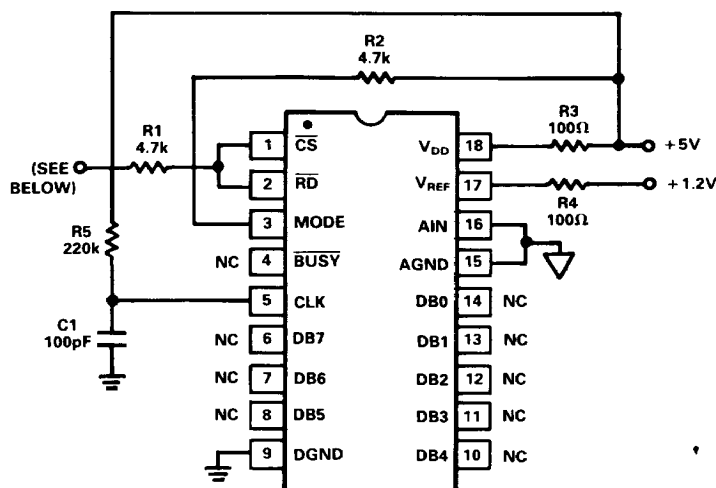 R2
4.7k
R1
4.7k
(SEE
BELOW)
R5
220k
C1
100pF
R3
100Ω
+5V
+1.2V
R4
100Ω
1 CS
2 RD
3 MODE
NC 4 BUSY
5 CLK
NC 6 DB7
NC 7 DB6
NC 8 DB5
9 DGND
VDD 18
VREF 17
AIN 16
AGND 15
DB0 14 NC
DB1 13 NC
DB2 12 NC
DB3 11 NC
DB4 10 NC